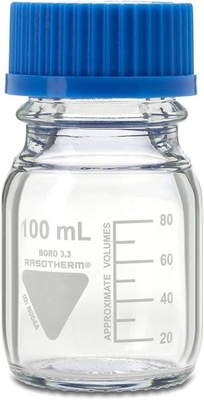 100 mL
BORO 3.3
RASOTHERM®
APPROXIMATE VOLUMES
80
60
40
20